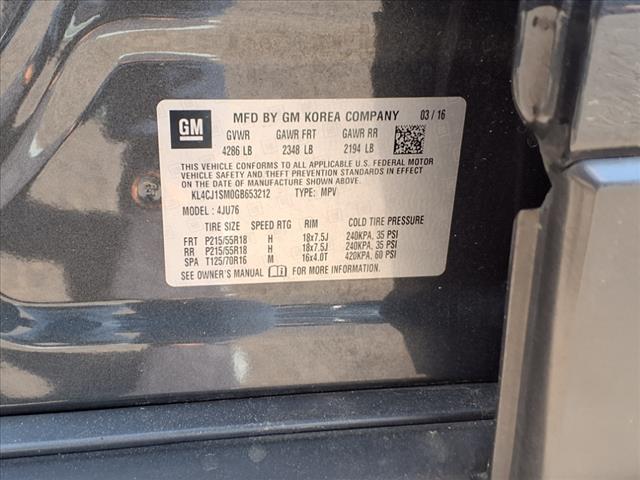 GM
MFD BY GM KOREA COMPANY 03 / 16
GVWR GAWR FRT GAWR RR
4286 LB 2348 LB 2194 LB
THIS VEHICLE CONFORMS TO ALL APPLICABLE U.S. FEDERAL MOTOR
VEHICLE SAFETY AND THEFT PREVENTION STANDARDS IN EFFECT
ON THE DATE OF MANUFACTURE SHOWN ABOVE.
KL4CJ1SM0GB653212 TYPE: MPV
MODEL : 4JU76
TIRE SIZE SPEED RTG RIM COLD TIRE PRESSURE
FRT P215/55R18 H 18x7.5J 240KPA, 35 PSI
RR P215/55R18 H 18x7.5J 240KPA, 35 PSI
SPA T125/70R16 M 16x4.0T 420KPA, 60 PSI
SEE OWNER'S MANUAL FOR MORE INFORMATION.